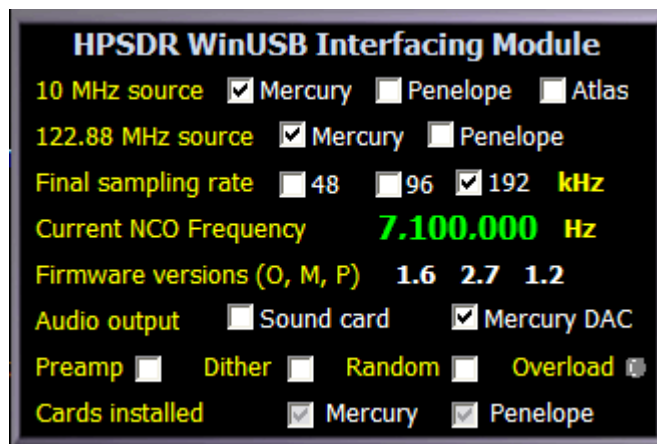 HPSDR WinUSB Interfacing Module
10 MHz source Mercury Penelope Atlas
122.88 MHz source Mercury Penelope
Final sampling rate 48 96 192 kHz
Current NCO Frequency 7.100.000 Hz
Firmware versions (O, M, P) 1.6 2.7 1.2
Audio output Sound card Mercury DAC
Preamp Dither Random Overload
Cards installed Mercury Penelope